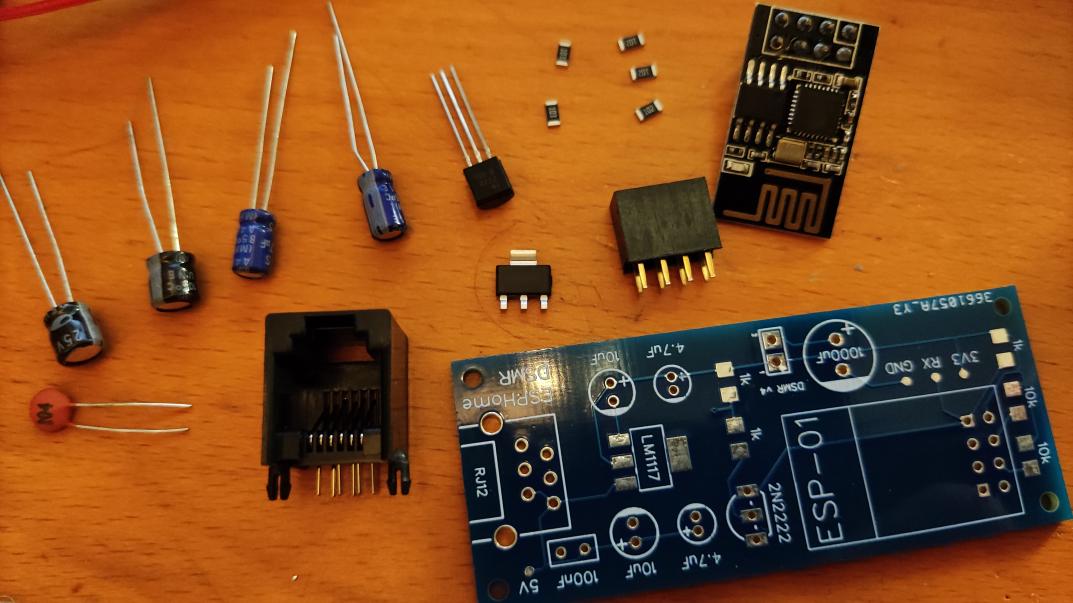 25V
3661057A_Y3
10uF
4.7uF
1000uF
1k
DSMR
ESPHome
DSMR v4
GND
RX
3V3
1k
10k
1k
LM1117
RJ12
ESP-01
10k
2N2222
5V
100nF
10uF
4.7uF